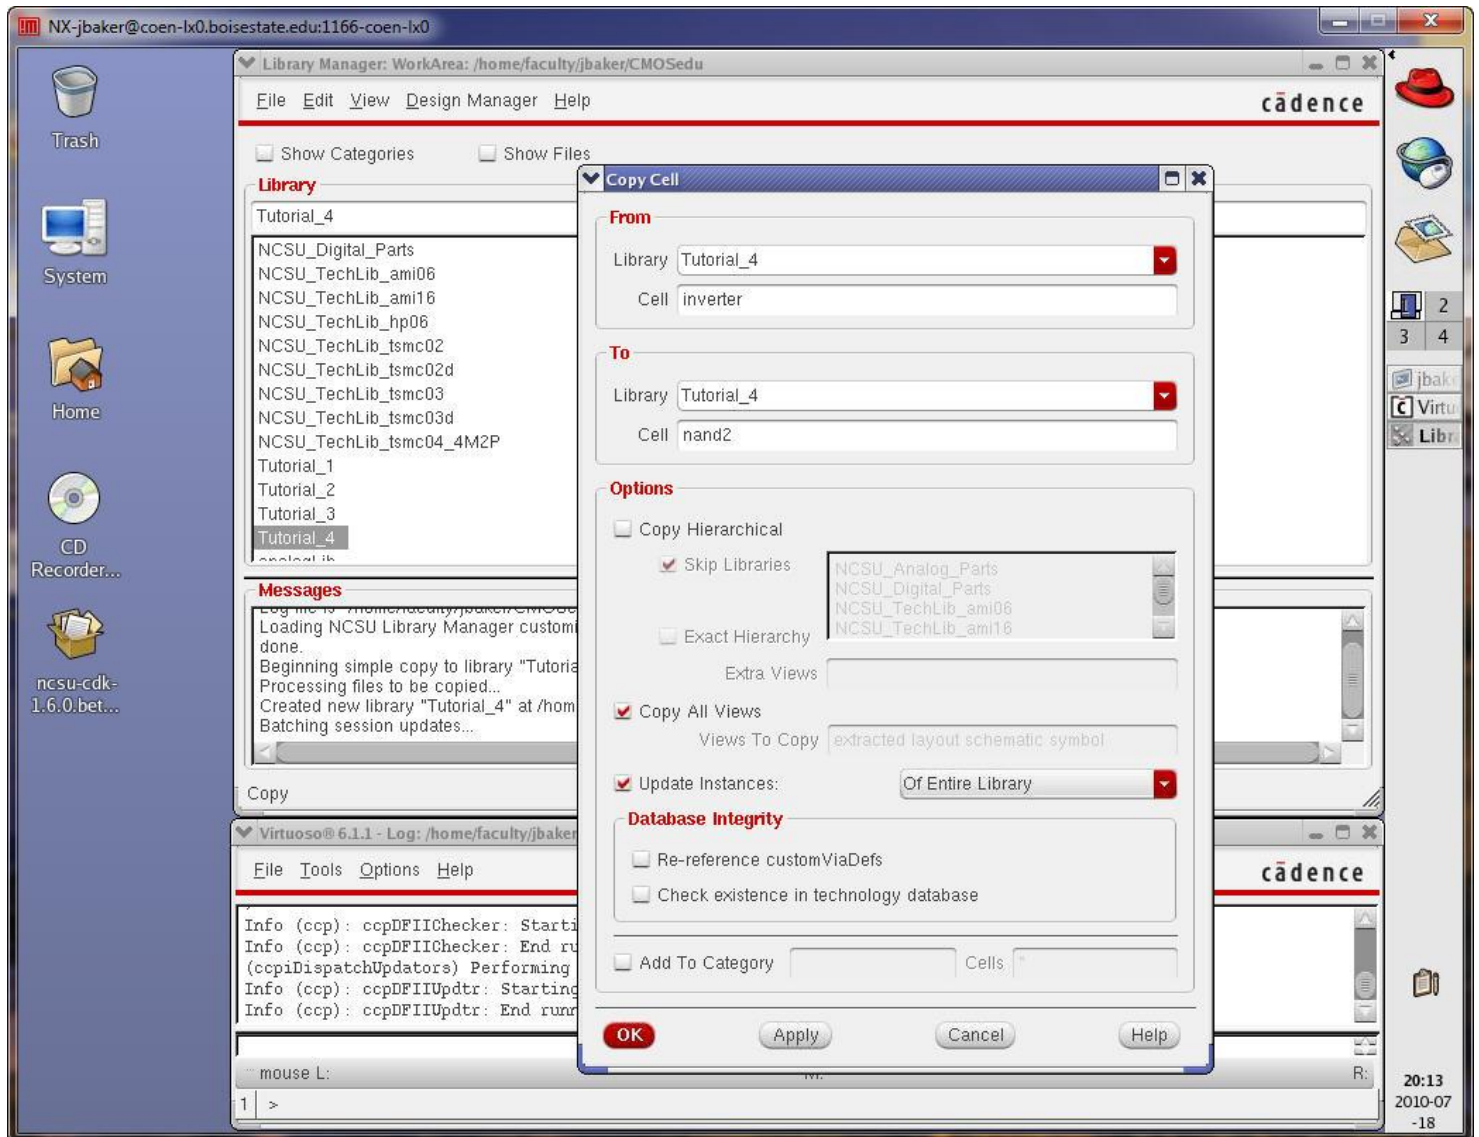 NX-jbaker@coen-lx0.boisestate.edu:1166-coen-lx0
Trash
System
Home
CD
Recorder...
ncsu-cdk-
1.6.0.bet...
Library Manager: WorkArea: /home/faculty/jbaker/CMOSedu
File Edit View Design Manager Help
cādence
Show Categories Show Files
Library
Tutorial_4
NCSU_Digital_Parts
NCSU_TechLib_ami06
NCSU_TechLib_ami16
NCSU_TechLib_hp06
NCSU_TechLib_tsmc02
NCSU_TechLib_tsmc02d
NCSU_TechLib_tsmc03
NCSU_TechLib_tsmc03d
NCSU_TechLib_tsmc04_4M2P
Tutorial_1
Tutorial_2
Tutorial_3
Tutorial_4
Messages
Loading NCSU Library Manager customi
done.
Beginning simple copy to library "Tutoria
Processing files to be copied...
Created new library "Tutorial_4" at /hom
Batching session updates...
Copy
Copy Cell
From
Library Tutorial_4
Cell inverter
To
Library Tutorial_4
Cell nand2
Options
Copy Hierarchical
Skip Libraries
NCSU_Analog_Parts
NCSU_Digital_Parts
NCSU_TechLib_ami06
NCSU_TechLib_ami16
Exact Hierarchy
Extra Views
Copy All Views
Views To Copy extracted layout schematic symbol
Update Instances: Of Entire Library
Database Integrity
Re-reference customViaDefs
Check existence in technology database
Add To Category Cells *
OK Apply Cancel Help
Virtuoso® 6.1.1 - Log: /home/faculty/jbaker
File Tools Options Help
cādence
Info (ccp): ccpDFIIChecker: Starti
Info (ccp): ccpDFIIChecker: End ru
(ccpiDispatchUpdators) Performing
Info (ccp): ccpDFIIUpdtr: Starting
Info (ccp): ccpDFIIUpdtr: End runr
mouse L: R:
1 >
1 2
3 4
jbak
Virtu
Libr
20:13
2010-07
-18